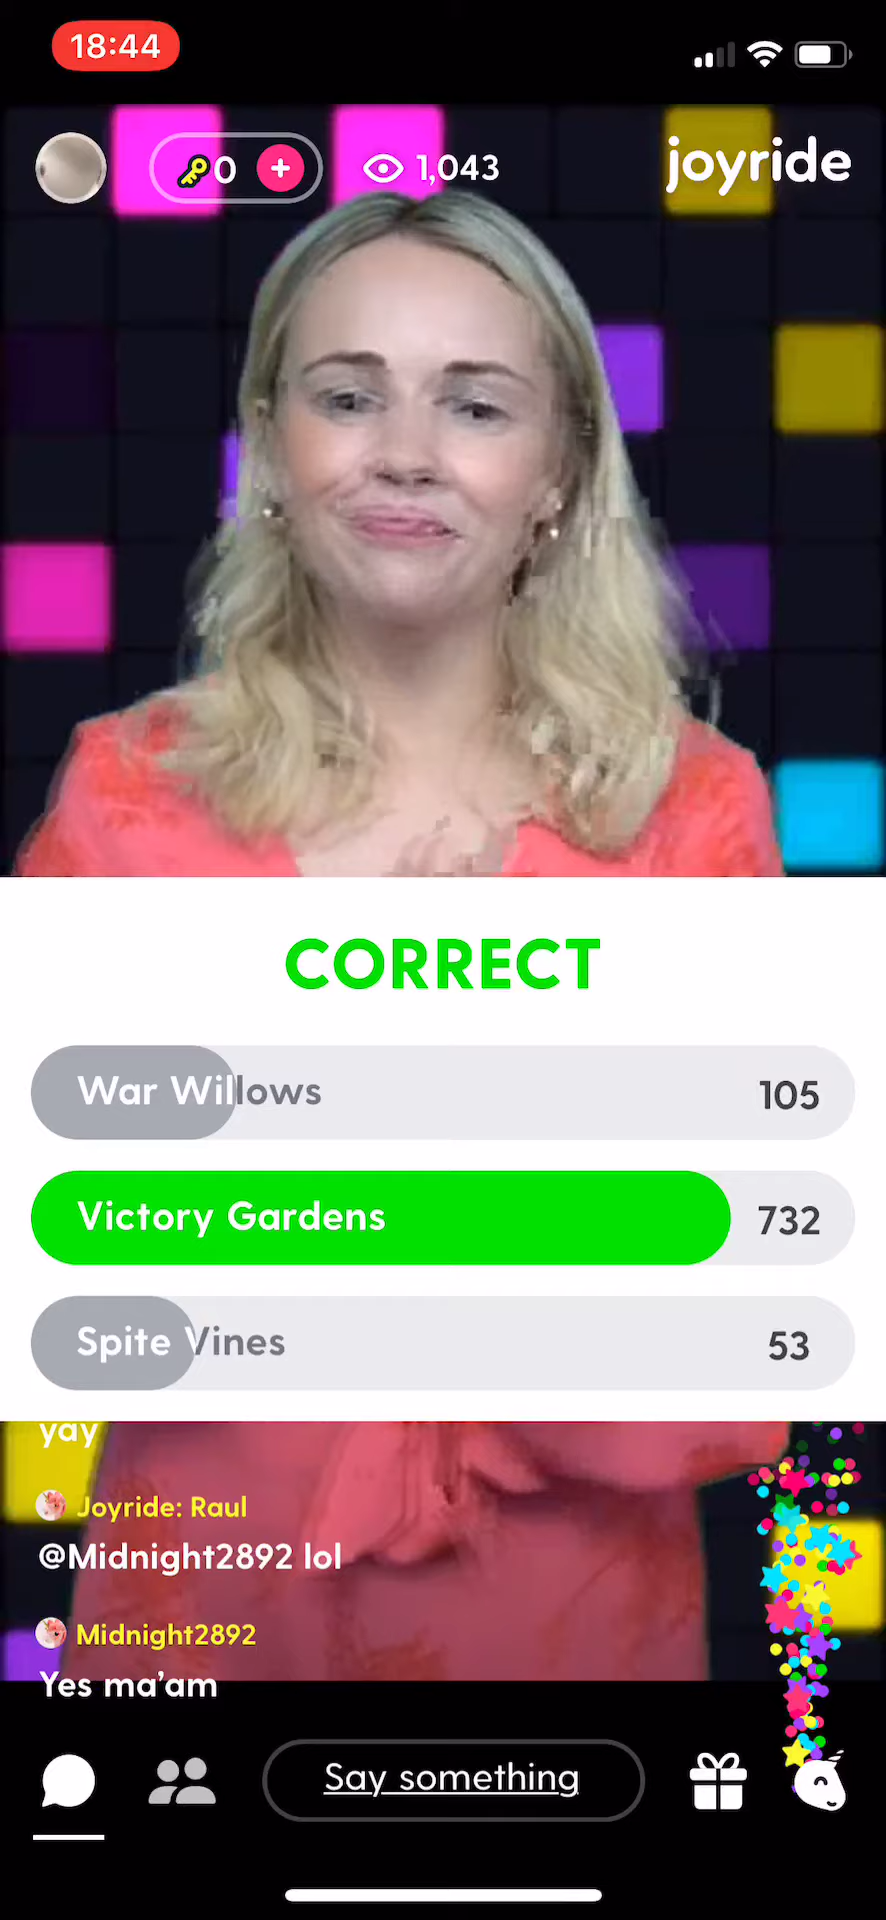 18:44
0 + 1,043 joyride
CORRECT
War Willows 105
Victory Gardens 732
Spite Vines 53
yay
Joyride: Raul
@Midnight2892 lol
Midnight2892
Yes ma'am
Say something